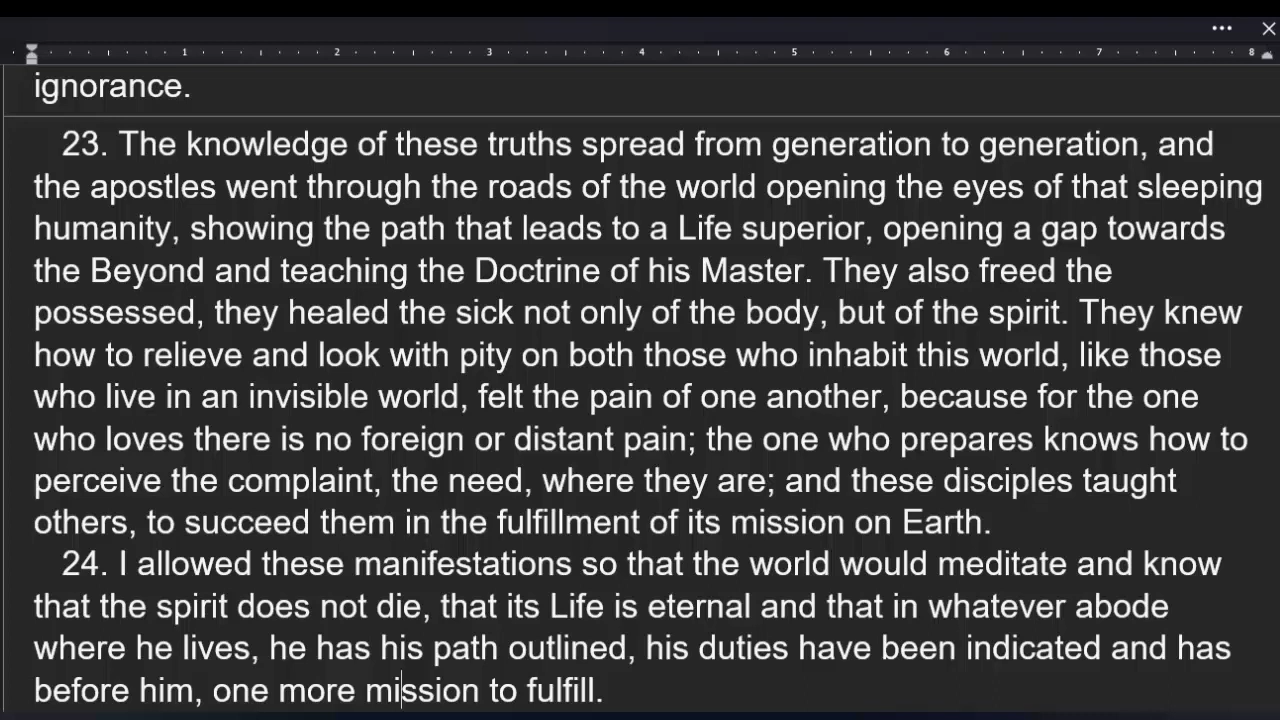 1 2 3 4 5 6 7 8
ignorance.
23. The knowledge of these truths spread from generation to generation, and
the apostles went through the roads of the world opening the eyes of that sleeping
humanity, showing the path that leads to a Life superior, opening a gap towards
the Beyond and teaching the Doctrine of his Master. They also freed the
possessed, they healed the sick not only of the body, but of the spirit. They knew
how to relieve and look with pity on both those who inhabit this world, like those
who live in an invisible world, felt the pain of one another, because for the one
who loves there is no foreign or distant pain; the one who prepares knows how to
perceive the complaint, the need, where they are; and these disciples taught
others, to succeed them in the fulfillment of its mission on Earth.
24. I allowed these manifestations so that the world would meditate and know
that the spirit does not die, that its Life is eternal and that in whatever abode
where he lives, he has his path outlined, his duties have been indicated and has
before him, one more mission to fulfill.